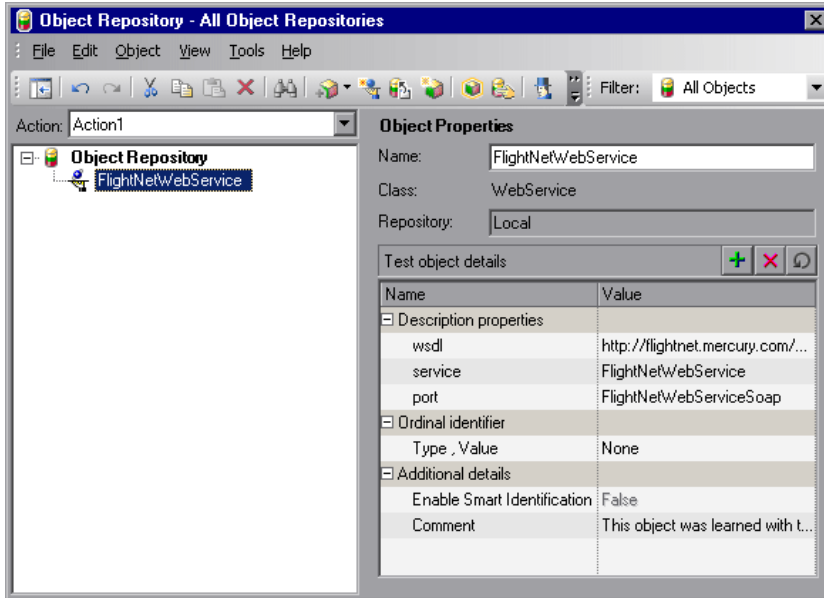 Object Repository - All Object Repositories
File Edit Object View Tools Help
Filter: All Objects
Action: Action1
Object Repository
FlightNetWebService
Object Properties
Name: FlightNetWebService
Class: WebService
Repository: Local
Test object details
Name Value
Description properties
wsdl http://flightnet.mercury.com/...
service FlightNetWebService
port FlightNetWebServiceSoap
Ordinal identifier
Type , Value None
Additional details
Enable Smart Identification False
Comment This object was learned with t...